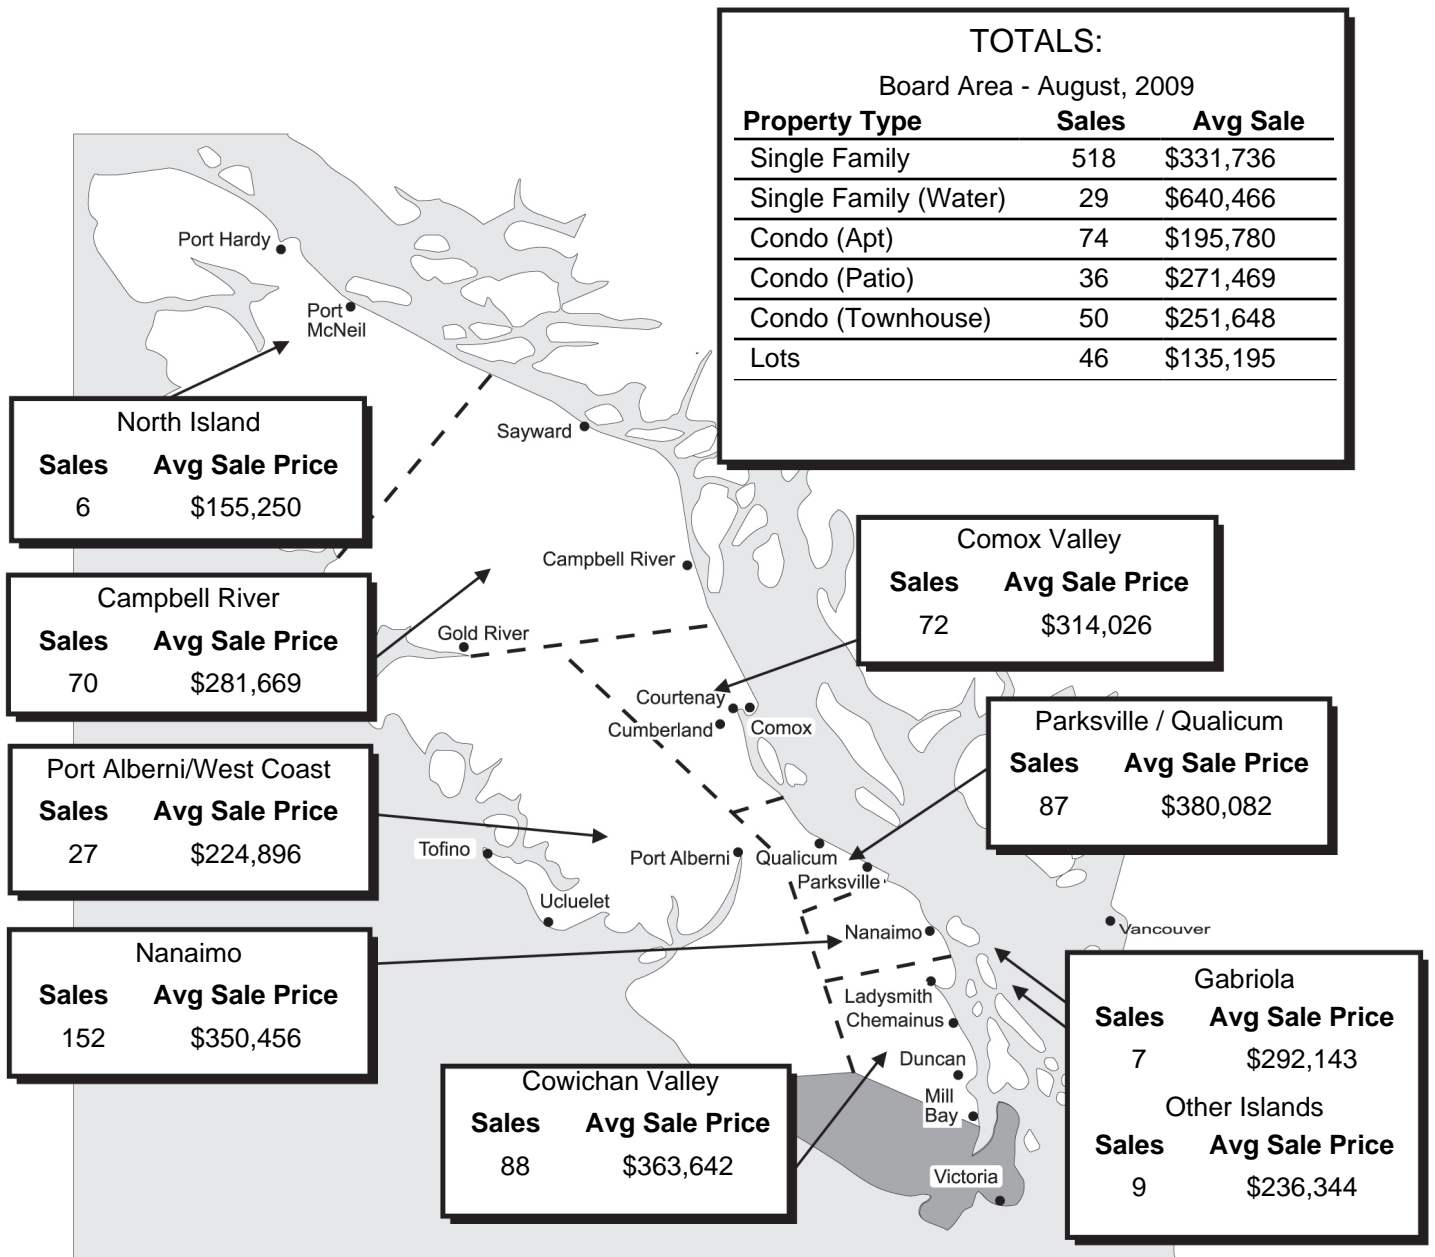 TOTALS:
Board Area - August, 2009
Property Type Sales Avg Sale
Single Family 518 $331,736
Single Family (Water) 29 $640,466
Condo (Apt) 74 $195,780
Condo (Patio) 36 $271,469
Condo (Townhouse) 50 $251,648
Lots 46 $135,195
Port Hardy
Port
McNeil
North Island
Sales Avg Sale Price
6 $155,250
Sayward
Campbell River
Comox Valley
Sales Avg Sale Price
72 $314,026
Campbell River
Sales Avg Sale Price
70 $281,669
Gold River
Courtenay
Cumberland
Comox
Parksville / Qualicum
Sales Avg Sale Price
87 $380,082
Port Alberni/West Coast
Sales Avg Sale Price
27 $224,896
Tofino
Port Alberni
Qualicum
Parksville
Ucluelet
Nanaimo
Vancouver
Nanaimo
Sales Avg Sale Price
152 $350,456
Ladysmith
Chemainus
Duncan
Mill
Bay
Victoria
Gabriola
Sales Avg Sale Price
7 $292,143
Other Islands
Sales Avg Sale Price
9 $236,344
Cowichan Valley
Sales Avg Sale Price
88 $363,642